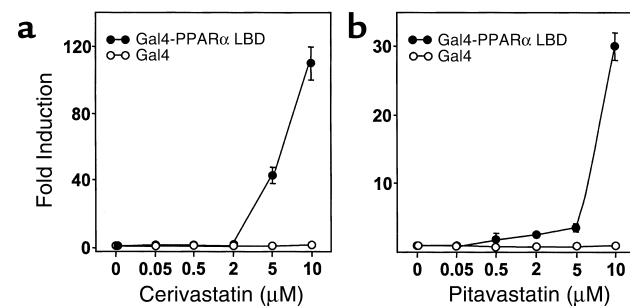 a
120
80
40
0
Fold Induction
Gal4-PPARα LBD
Gal4
0 0.05 0.5 2 5 10
Cerivastatin (μM)
b
30
20
10
Gal4-PPARα LBD
Gal4
0 0.05 0.5 2 5 10
Pitavastatin (μM)